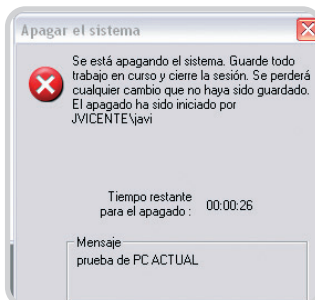 Apagar el sistema
Se está apagando el sistema. Guarde todo
trabajo en curso y cierre la sesión. Se perderá
cualquier cambio que no haya sido guardado.
El apagado ha sido iniciado por
JVICENTE\javi
Tiempo restante
para el apagado : 00:00:26
Mensaje
prueba de PC ACTUAL